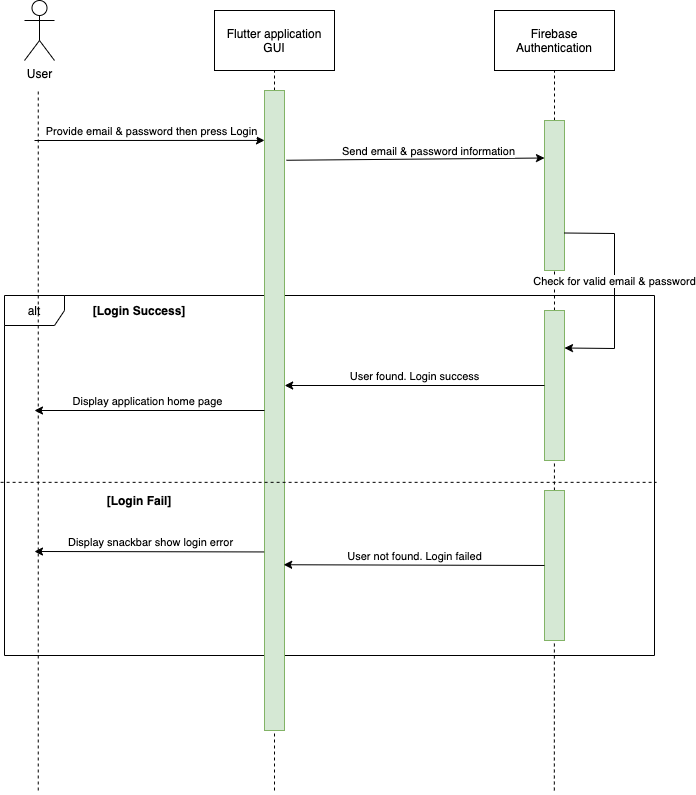 User
Flutter application
GUI
Firebase
Authentication
Provide email & password then press Login
Send email & password information
Check for valid email & password
alt
[Login Success]
User found. Login success
Display application home page
[Login Fail]
Display snackbar show login error
User not found. Login failed